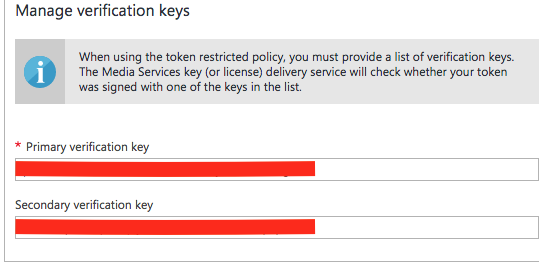 Manage verification keys
When using the token restricted policy, you must provide a list of verification keys.
The Media Services key (or license) delivery service will check whether your token
was signed with one of the keys in the list.
* Primary verification key
Secondary verification key